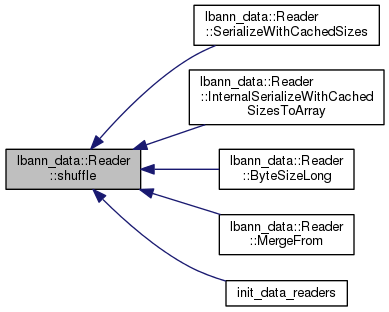 lbann_data::Reader
::SerializeWithCachedSizes
lbann_data::Reader
::InternalSerializeWithCached
SizesToArray
lbann_data::Reader
::shuffle
lbann_data::Reader
::ByteSizeLong
lbann_data::Reader
::MergeFrom
init_data_readers